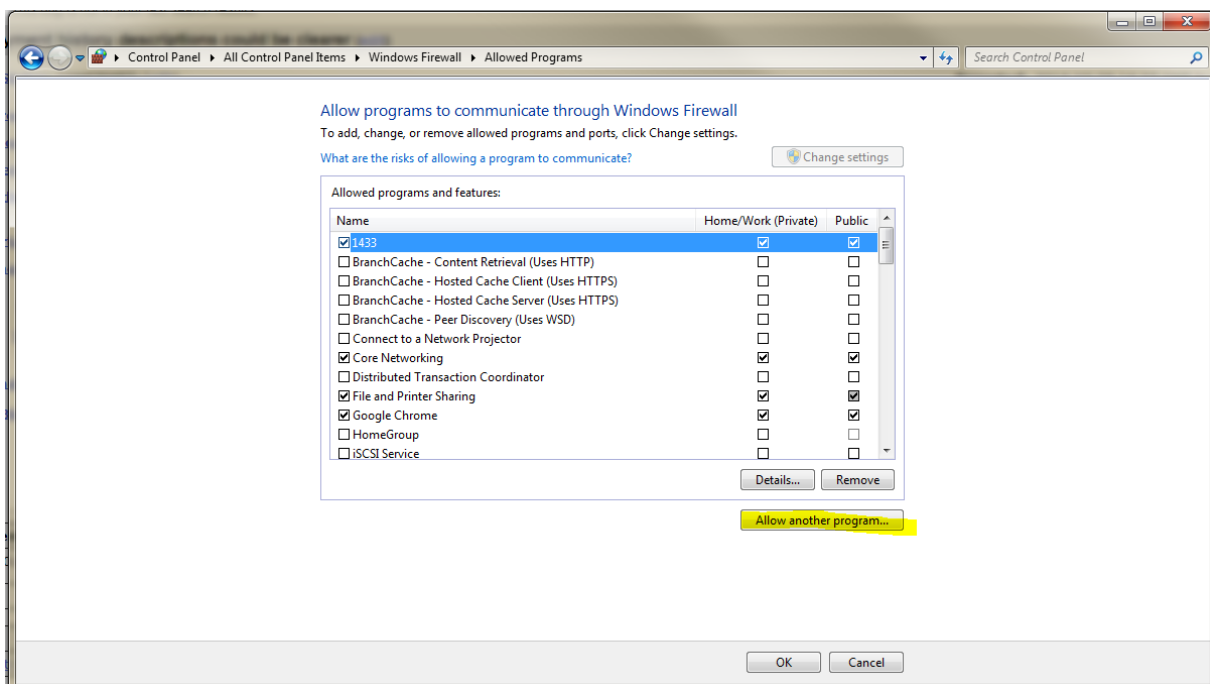 Control Panel ▸ All Control Panel Items ▸ Windows Firewall ▸ Allowed Programs
Search Control Panel
Allow programs to communicate through Windows Firewall
To add, change, or remove allowed programs and ports, click Change settings.
What are the risks of allowing a program to communicate?
Change settings
Allowed programs and features:
Name Home/Work (Private) Public
1433
BranchCache - Content Retrieval (Uses HTTP)
BranchCache - Hosted Cache Client (Uses HTTPS)
BranchCache - Hosted Cache Server (Uses HTTPS)
BranchCache - Peer Discovery (Uses WSD)
Connect to a Network Projector
Core Networking
Distributed Transaction Coordinator
File and Printer Sharing
Google Chrome
HomeGroup
iSCSI Service
Details... Remove
Allow another program...
OK Cancel